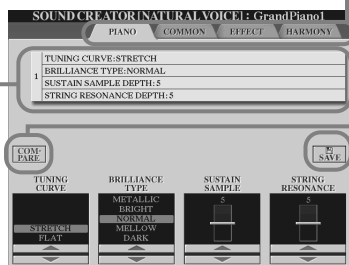 SOUND CREATOR [NATURAL VOICE] : GrandPiano1
PIANO COMMON EFFECT HARMONY
1
TUNING CURVE:STRETCH
BRILLIANCE TYPE:NORMAL
SUSTAIN SAMPLE DEPTH:5
STRING RESONANCE DEPTH:5
COM-
PARE
SAVE
TUNING
CURVE
STRETCH
FLAT
BRILLIANCE
TYPE
METALLIC
BRIGHT
NORMAL
MELLOW
DARK
SUSTAIN
SAMPLE
5
STRING
RESONANCE
5